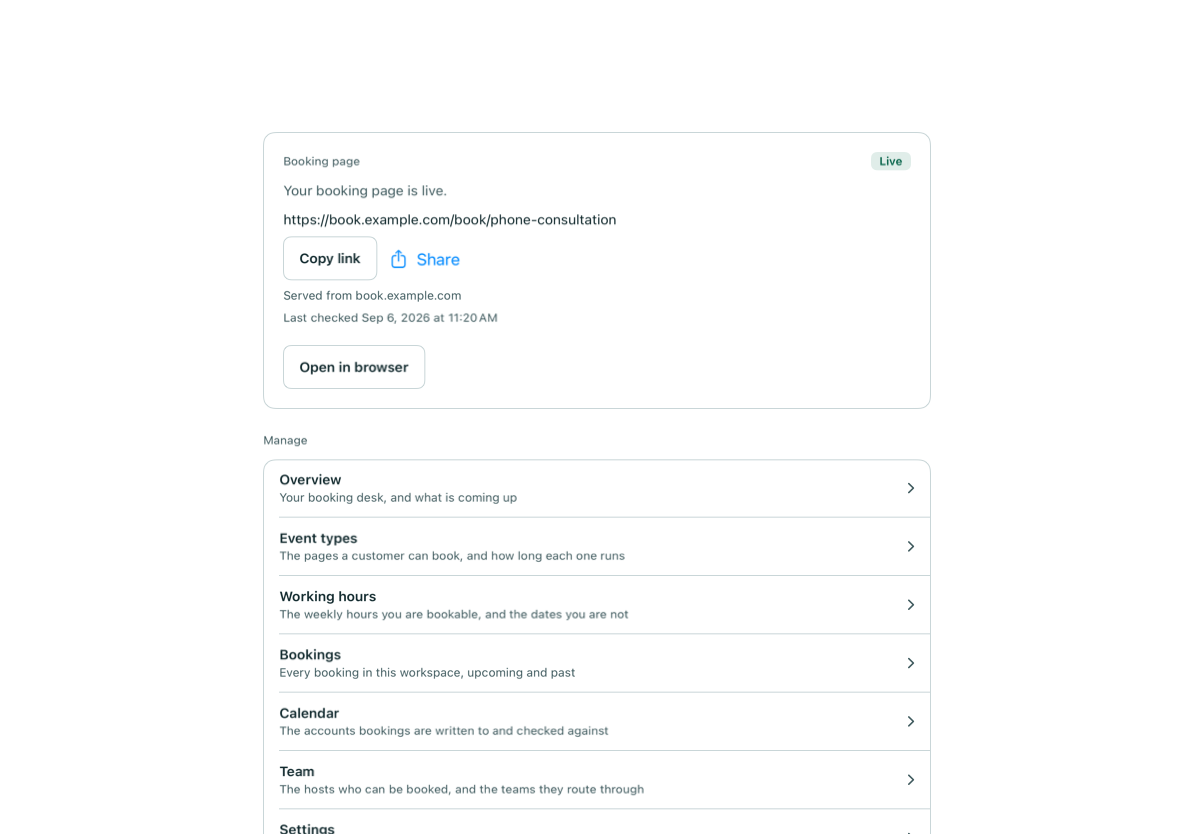 Booking page
Live
Your booking page is live.
https://book.example.com/book/phone-consultation
Copy link
Share
Served from book.example.com
Last checked Sep 6, 2026 at 11:20 AM
Open in browser
Manage
Overview
Your booking desk, and what is coming up
Event types
The pages a customer can book, and how long each one runs
Working hours
The weekly hours you are bookable, and the dates you are not
Bookings
Every booking in this workspace, upcoming and past
Calendar
The accounts bookings are written to and checked against
Team
The hosts who can be booked, and the teams they route through
Settings